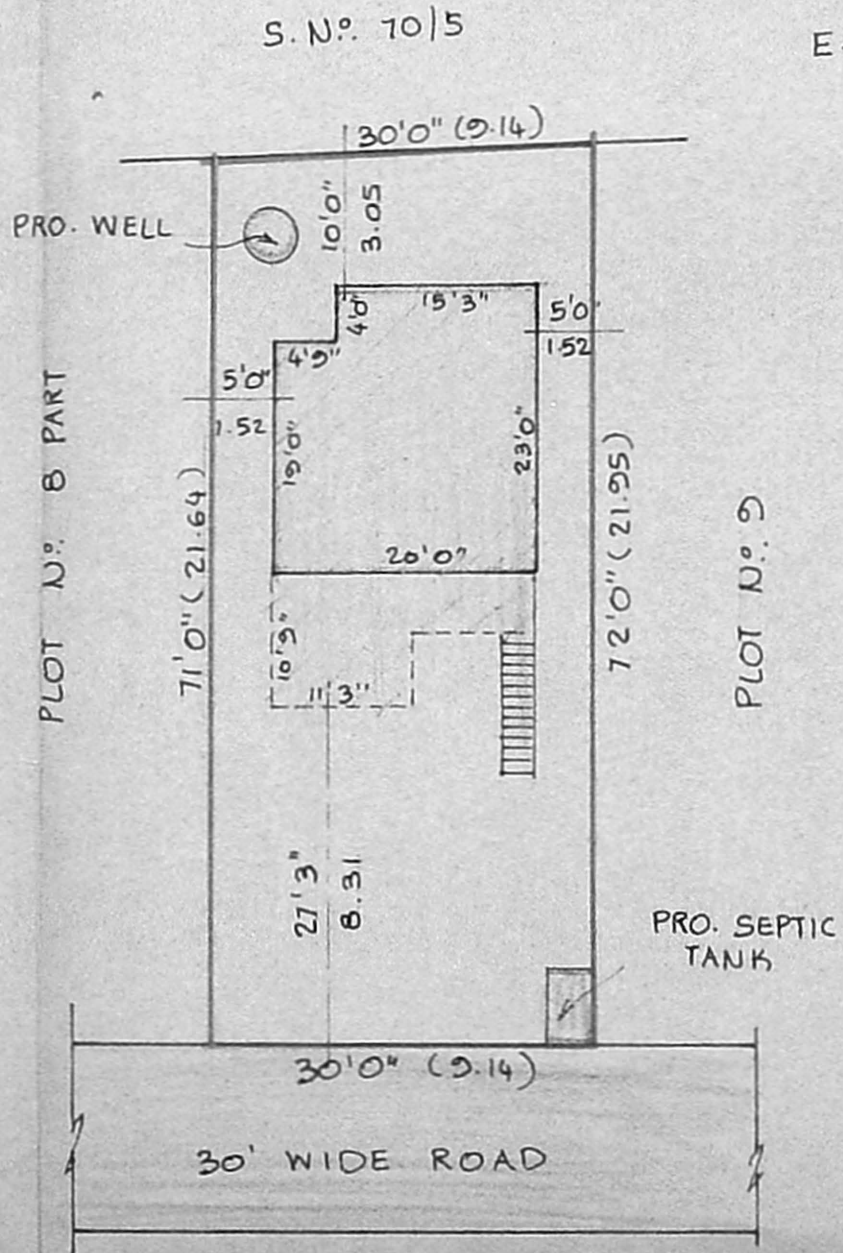 S. Nº. 70/5
E
30'0" (9.14)
PRO. WELL
10'0"
3.05
15'3"
4'0"
5'0"
1.52
4'9"
5'0"
1.52
19'0"
23'0"
PLOT Nº. 8 PART
71'0" (21.64)
72'0" (21.95)
PLOT Nº. 9
20'0"
10'9"
11'3"
27'3"
8.31
PRO. SEPTIC
TANK
30'0" (9.14)
30' WIDE ROAD